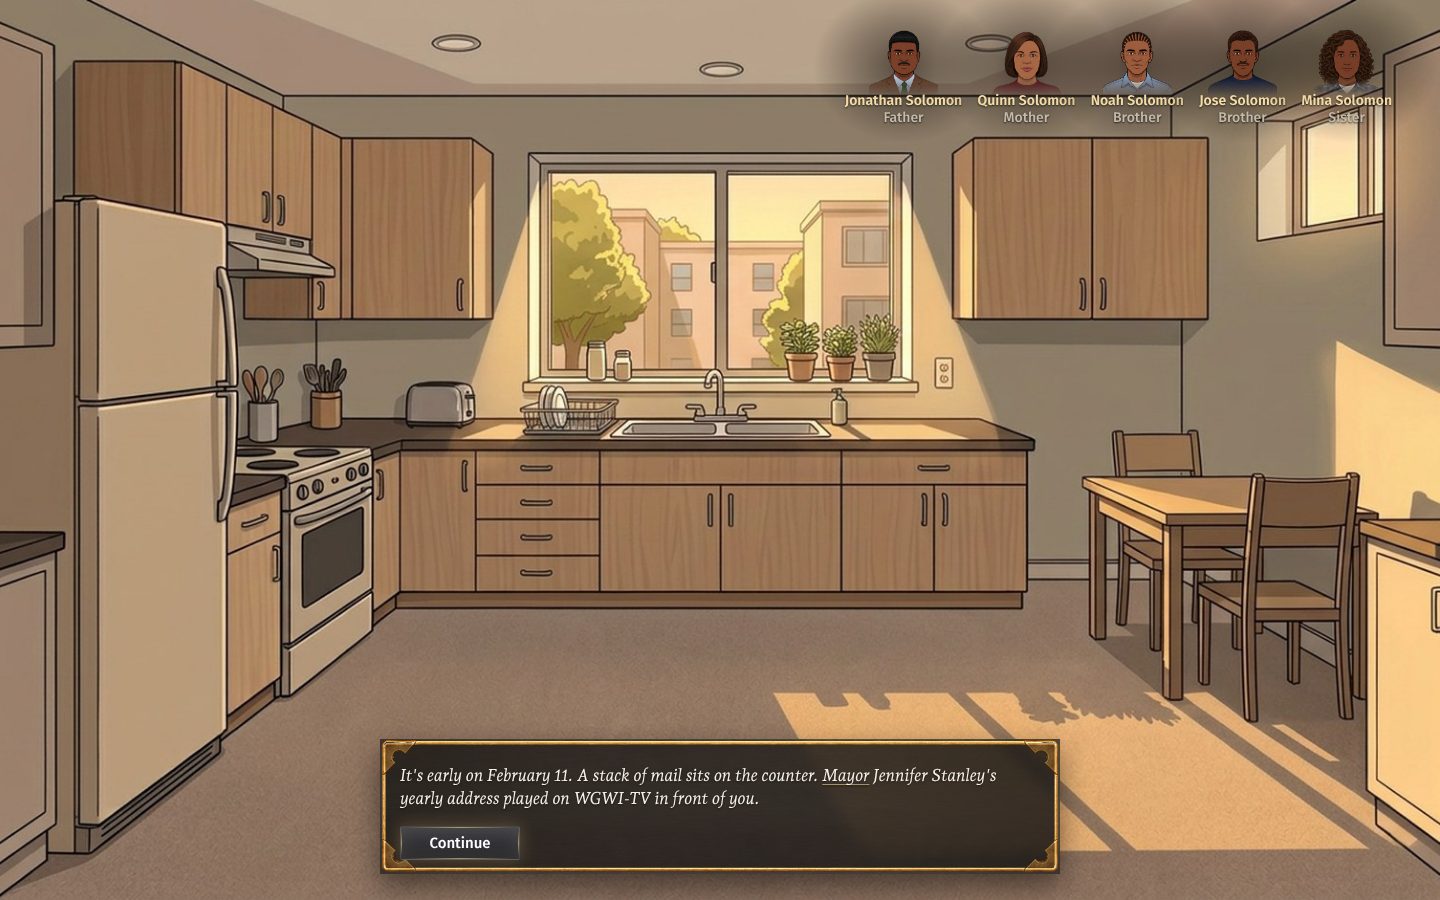 Jonathan Solomon
Father
Quinn Solomon
Mother
Noah Solomon
Brother
Jose Solomon
Brother
Mina Solomon
Sister
It's early on February 11. A stack of mail sits on the counter. Mayor Jennifer Stanley's
yearly address played on WGWI-TV in front of you.
Continue